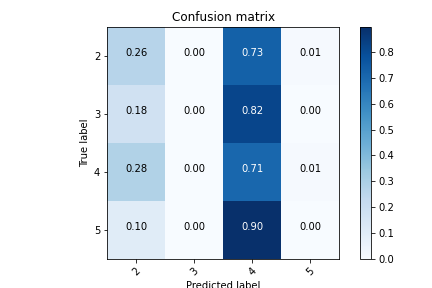 Confusion matrix
2 0.26 0.00 0.73 0.01
3 0.18 0.00 0.82 0.00
4 0.28 0.00 0.71 0.01
5 0.10 0.00 0.90 0.00
2 3 4 5
True label
Predicted label
0.8
0.7
0.6
0.5
0.4
0.3
0.2
0.1
0.0